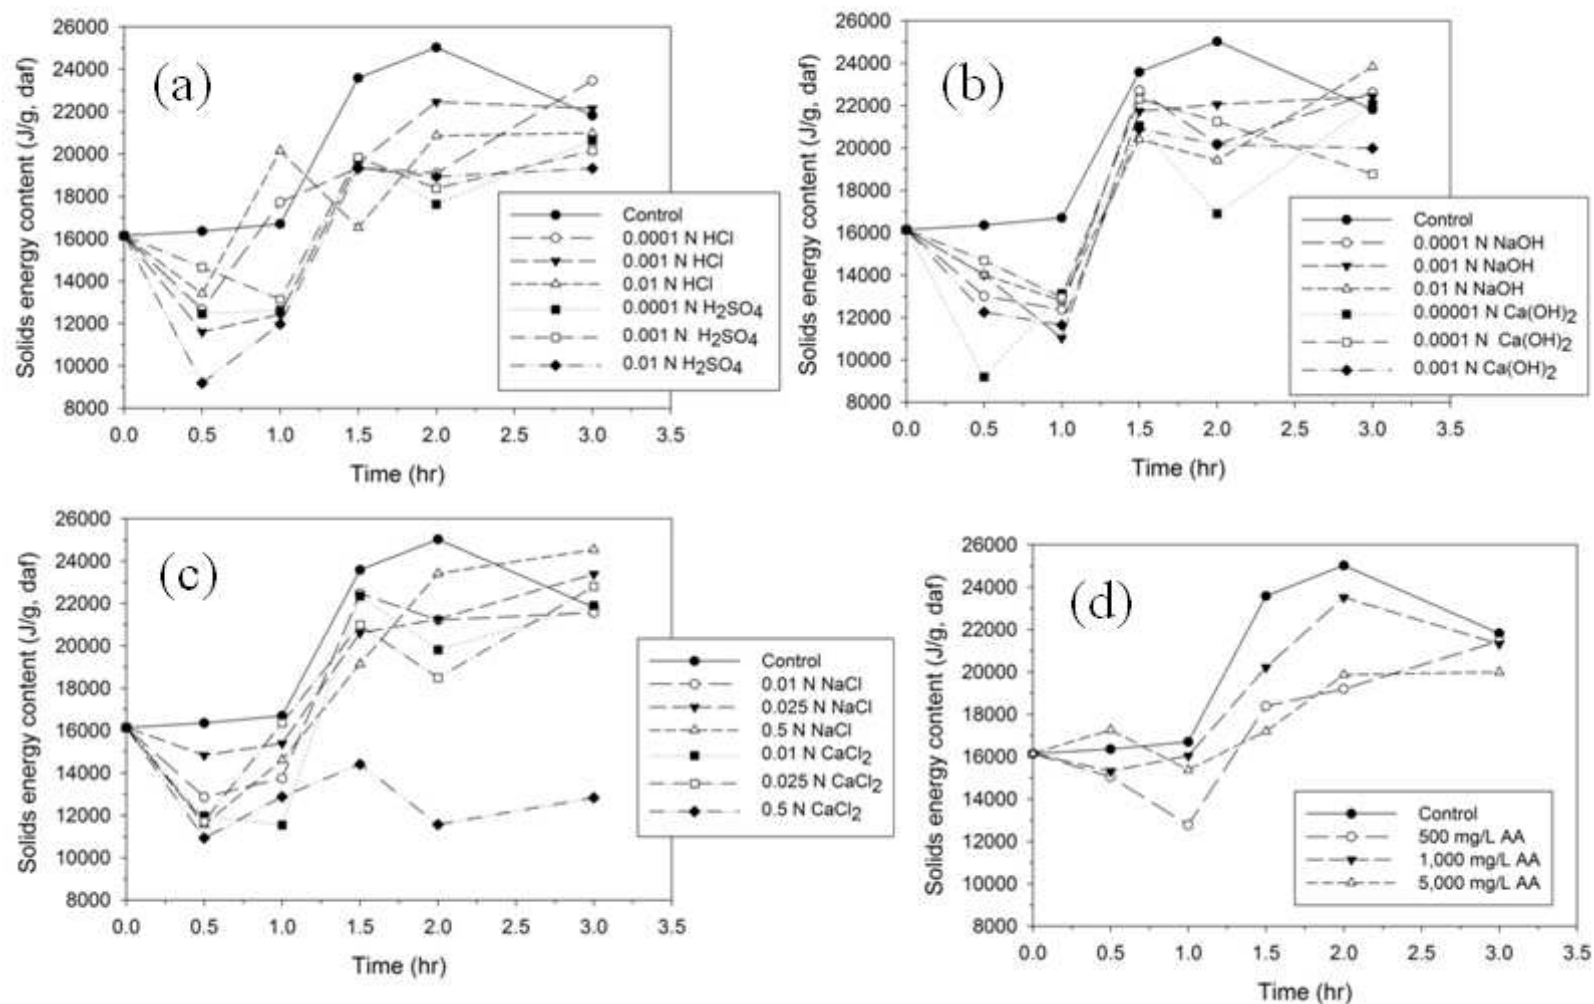 Solids energy content (J/g, daf)
26000
24000
22000
20000
18000
16000
14000
12000
10000
8000
(a)
Control
0.0001 N HCl
0.001 N HCl
0.01 N HCl
0.0001 N H2SO4
0.001 N H2SO4
0.01 N H2SO4
0.0 0.5 1.0 1.5 2.0 2.5 3.0 3.5
Time (hr)
Solids energy content (J/g, daf)
26000
24000
22000
20000
18000
16000
14000
12000
10000
8000
(b)
Control
0.0001 N NaOH
0.001 N NaOH
0.01 N NaOH
0.00001 N Ca(OH)2
0.0001 N Ca(OH)2
0.001 N Ca(OH)2
0.0 0.5 1.0 1.5 2.0 2.5 3.0 3.5
Time (hr)
Solids energy content (J/g, daf)
26000
24000
22000
20000
18000
16000
14000
12000
10000
8000
(c)
Control
0.01 N NaCl
0.025 N NaCl
0.5 N NaCl
0.01 N CaCl2
0.025 N CaCl2
0.5 N CaCl2
0.0 0.5 1.0 1.5 2.0 2.5 3.0 3.5
Time (hr)
Solids energy content (J/g, daf)
26000
24000
22000
20000
18000
16000
14000
12000
10000
8000
(d)
Control
500 mg/L AA
1,000 mg/L AA
5,000 mg/L AA
0.0 0.5 1.0 1.5 2.0 2.5 3.0 3.5
Time (hr)